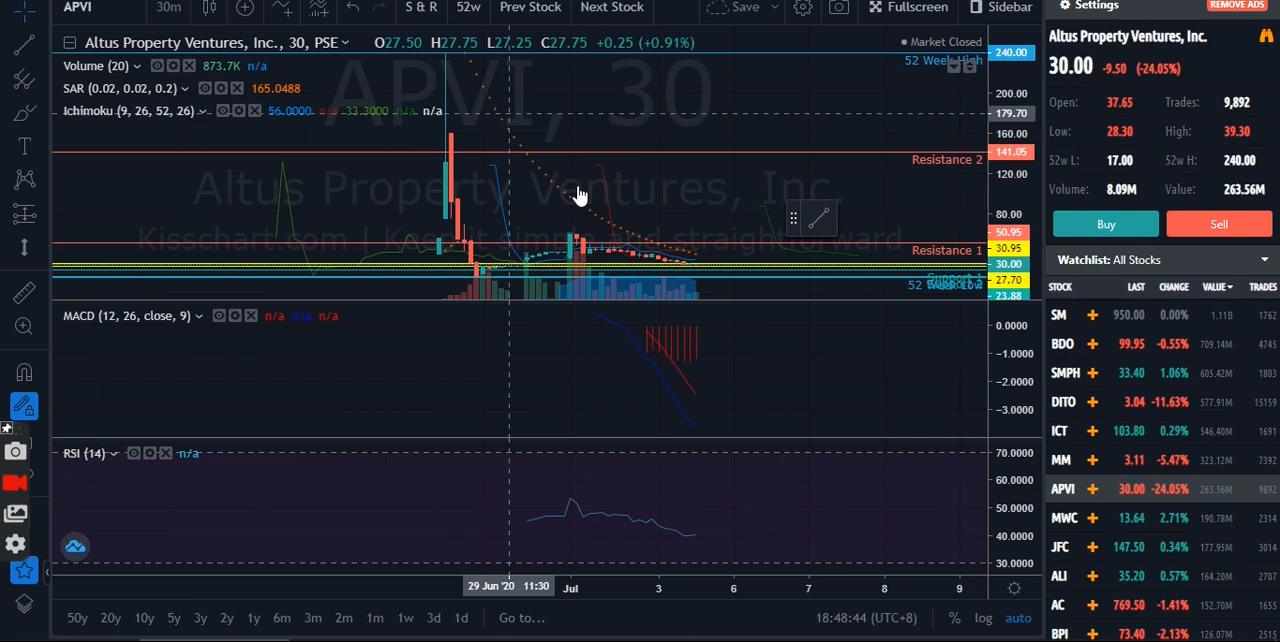 APVI 30m S & R 52w Prev Stock Next Stock Save Fullscreen Sidebar
Altus Property Ventures, Inc., 30, PSE O27.50 H27.75 L27.25 C27.75 +0.25 (+0.91%)
Market Closed
Volume (20) 873.7K n/a
SAR (0.02, 0.02, 0.2) 165.0488
Ichimoku (9, 26, 52, 26) 56.0000 n/a 33.3000 n/a n/a
APVI, 30
Altus Property Ventures, Inc.
52 Week High
Resistance 2
Resistance 1
Support 1
52 Week Low
240.00
200.00
179.70
160.00
141.05
120.00
80.00
50.95
30.95
30.00
27.70
23.88
MACD (12, 26, close, 9) n/a n/a n/a
0.0000
-1.0000
-2.0000
-3.0000
RSI (14) n/a
70.0000
60.0000
50.0000
40.0000
30.0000
29 Jun '20 11:30 Jul 3 6 7 8 9
50y 20y 10y 5y 3y 2y 1y 6m 3m 2m 1m 1w 3d 1d Go to... 18:48:44 (UTC+8) % log auto
Settings REMOVE ADS
Altus Property Ventures, Inc.
30.00 -9.50 (-24.05%)
Open: 37.65 Trades: 9,892
Low: 28.30 High: 39.30
52w L: 17.00 52w H: 240.00
Volume: 8.09M Value: 263.56M
Buy Sell
Watchlist: All Stocks
STOCK LAST CHANGE VALUE TRADES
SM 950.00 0.00% 1.11B 1762
BDO 99.95 -0.55% 709.14M 4745
SMPH 33.40 1.06% 605.42M 1803
DITO 3.04 -11.63% 577.91M 15159
ICT 103.80 0.29% 546.40M 1691
MM 3.11 -5.47% 323.12M 7392
APVI 30.00 -24.05% 263.56M 9892
MWC 13.64 2.71% 190.78M 2314
JFC 147.50 0.34% 177.95M 3014
ALI 35.20 0.57% 164.20M 2707
AC 769.50 -1.41% 152.70M 1655
BPI 73.40 -2.13% 126.07M 2515